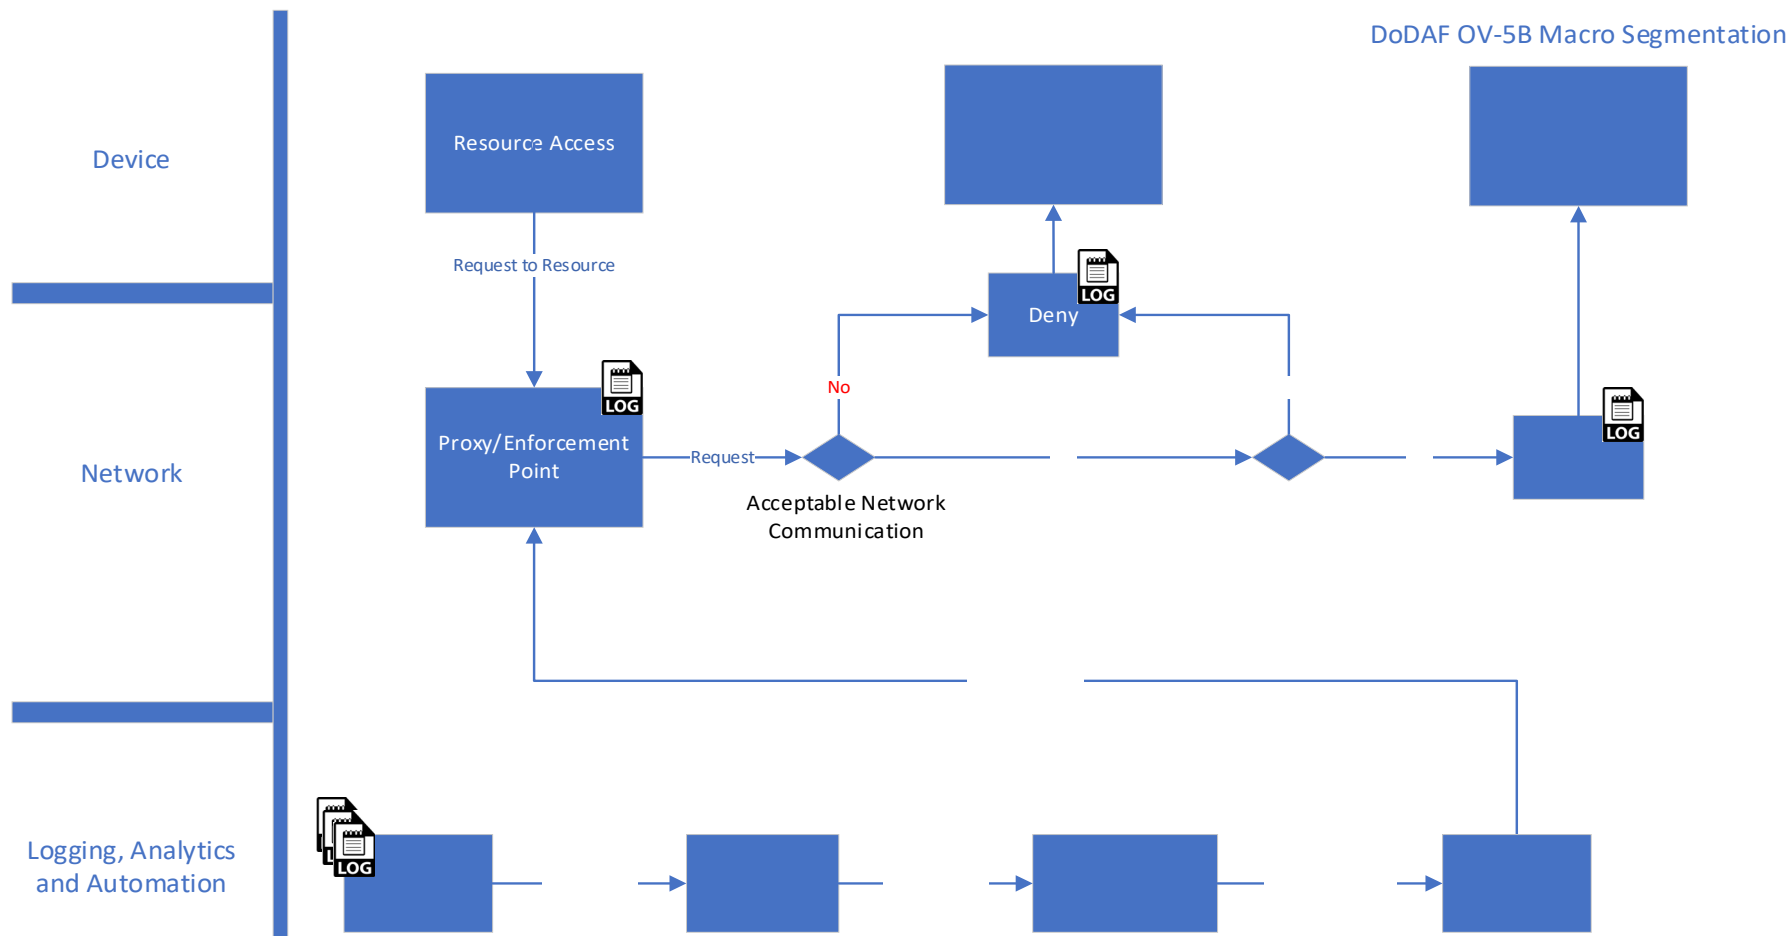 DoDAF OV-5B Macro Segmentation
Device
Resource Access
Request to Resource
LOG
Deny
No
LOG
LOG
Proxy/Enforcement
Point
Network
Request
Acceptable Network
Communication
LOG
Logging, Analytics
and Automation